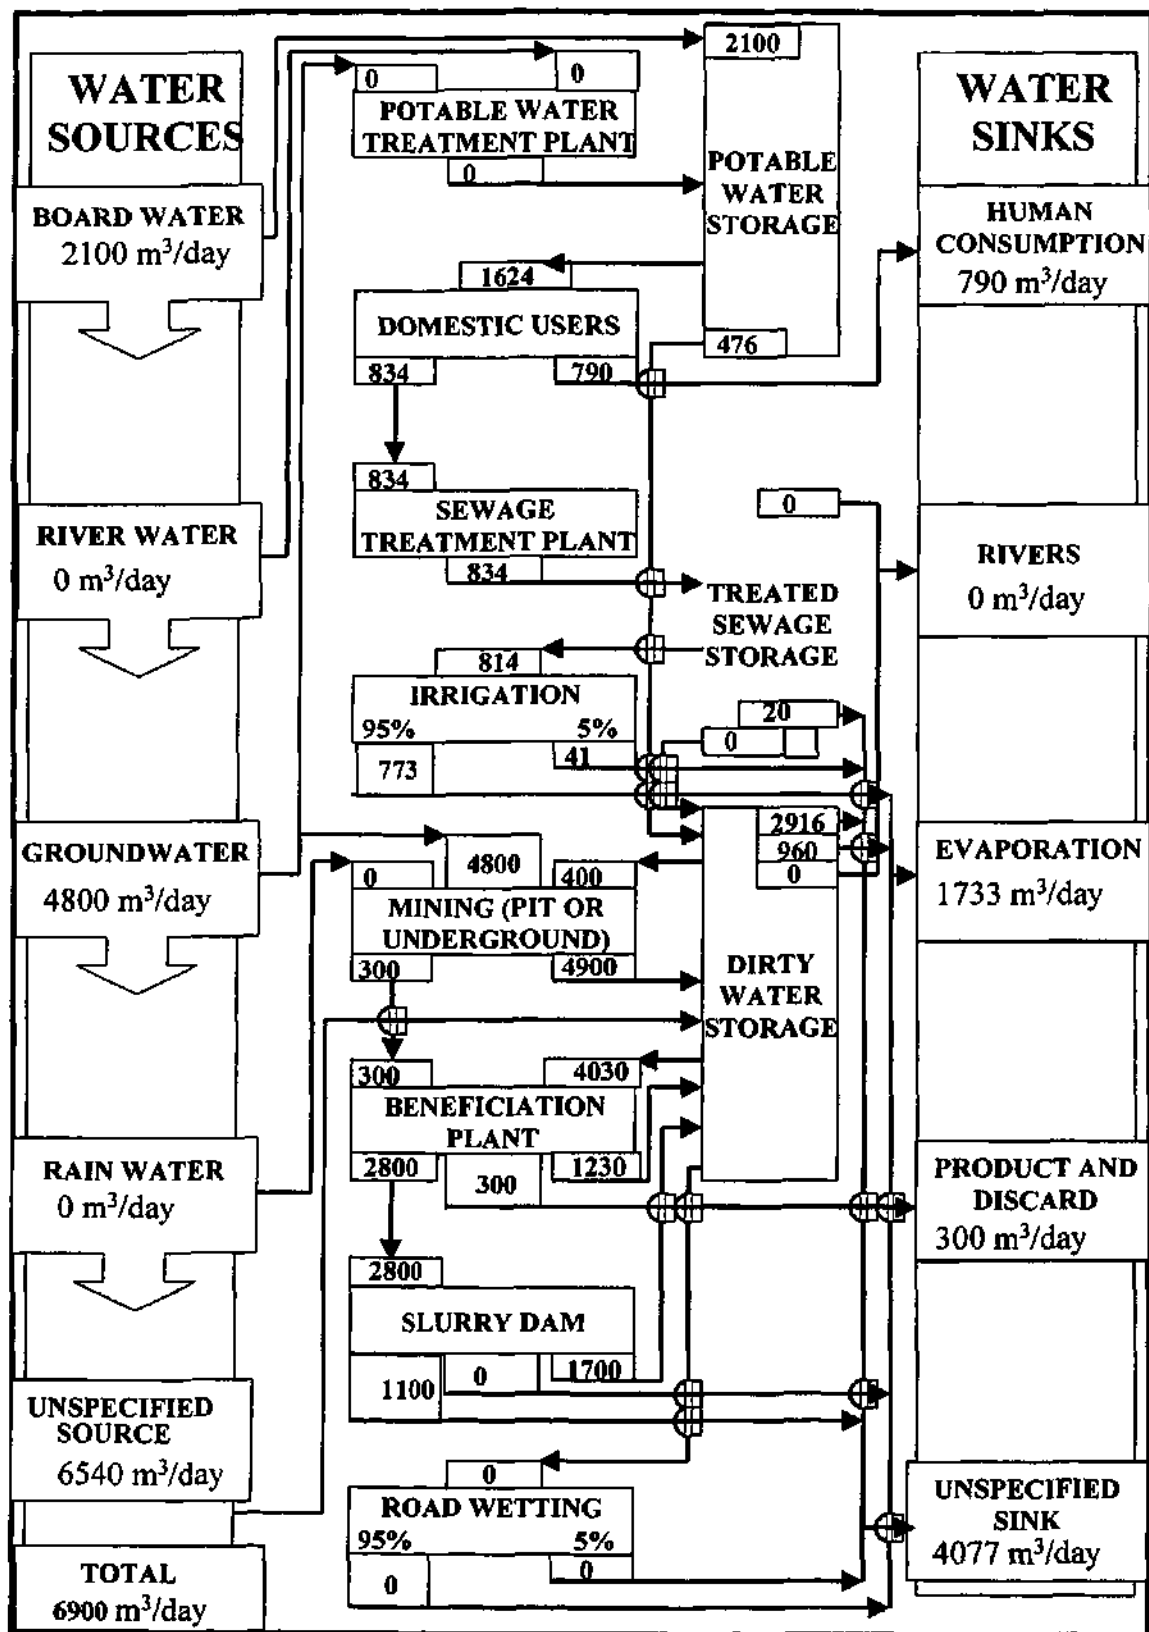 WATER
SOURCES
BOARD WATER
2100 m³/day
RIVER WATER
0 m³/day
GROUNDWATER
4800 m³/day
RAIN WATER
0 m³/day
UNSPECIFIED
SOURCE
6540 m³/day
TOTAL
6900 m³/day
0
0
POTABLE WATER
TREATMENT PLANT
0
1624
DOMESTIC USERS
834
790
834
SEWAGE
TREATMENT PLANT
834
814
IRRIGATION
95%
5%
773
41
0
4800
400
MINING (PIT OR
UNDERGROUND)
300
4900
300
4030
BENEFICIATION
PLANT
2800
300
1230
2800
SLURRY DAM
1100
0
1700
0
ROAD WETTING
95%
5%
0
0
2100
POTABLE
WATER
STORAGE
476
0
TREATED
SEWAGE
STORAGE
20
0
2916
960
0
DIRTY
WATER
STORAGE
WATER
SINKS
HUMAN
CONSUMPTION
790 m³/day
RIVERS
0 m³/day
EVAPORATION
1733 m³/day
PRODUCT AND
DISCARD
300 m³/day
UNSPECIFIED
SINK
4077 m³/day